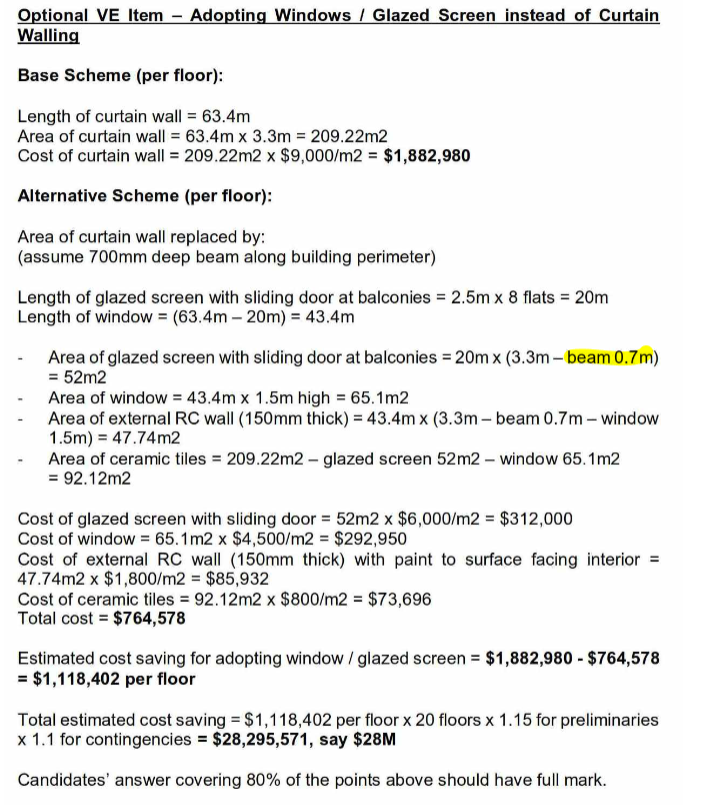 Optional VE Item – Adopting Windows / Glazed Screen instead of Curtain
Walling
Base Scheme (per floor):
Length of curtain wall = 63.4m
Area of curtain wall = 63.4m x 3.3m = 209.22m2
Cost of curtain wall = 209.22m2 x $9,000/m2 = $1,882,980
Alternative Scheme (per floor):
Area of curtain wall replaced by:
(assume 700mm deep beam along building perimeter)
Length of glazed screen with sliding door at balconies = 2.5m x 8 flats = 20m
Length of window = (63.4m – 20m) = 43.4m
- Area of glazed screen with sliding door at balconies = 20m x (3.3m – beam 0.7m)
= 52m2
- Area of window = 43.4m x 1.5m high = 65.1m2
- Area of external RC wall (150mm thick) = 43.4m x (3.3m – beam 0.7m – window
1.5m) = 47.74m2
- Area of ceramic tiles = 209.22m2 – glazed screen 52m2 – window 65.1m2
= 92.12m2
Cost of glazed screen with sliding door = 52m2 x $6,000/m2 = $312,000
Cost of window = 65.1m2 x $4,500/m2 = $292,950
Cost of external RC wall (150mm thick) with paint to surface facing interior =
47.74m2 x $1,800/m2 = $85,932
Cost of ceramic tiles = 92.12m2 x $800/m2 = $73,696
Total cost = $764,578
Estimated cost saving for adopting window / glazed screen = $1,882,980 - $764,578
= $1,118,402 per floor
Total estimated cost saving = $1,118,402 per floor x 20 floors x 1.15 for preliminaries
x 1.1 for contingencies = $28,295,571, say $28M
Candidates' answer covering 80% of the points above should have full mark.